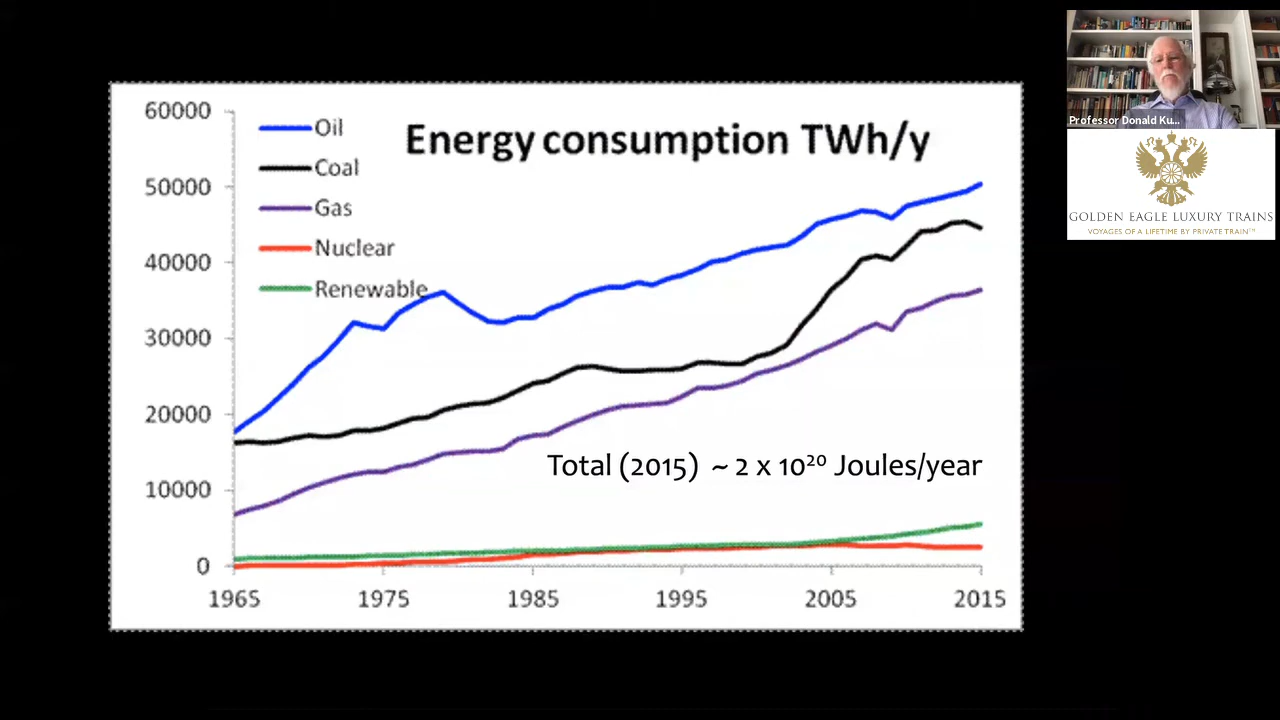 Energy consumption TWh/y
60000
50000
40000
30000
20000
10000
0
Oil
Coal
Gas
Nuclear
Renewable
Total (2015) ~ 2 x 10²⁰ Joules/year
1965 1975 1985 1995 2005 2015
Professor Donald Ku...
GOLDEN EAGLE LUXURY TRAINS
VOYAGES OF A LIFETIME BY PRIVATE TRAIN™